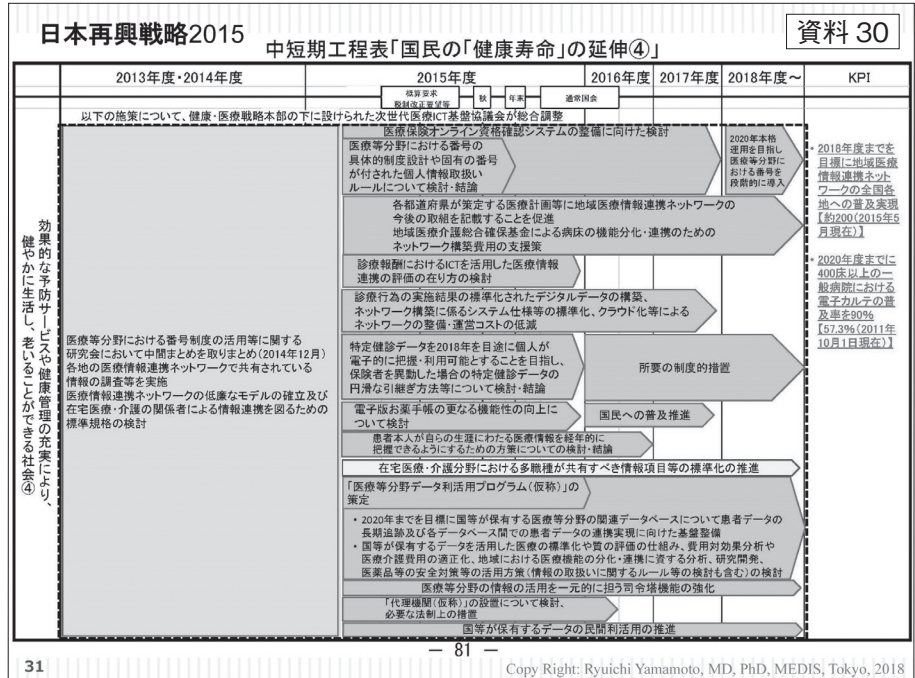 日本再興戦略2015
資料 30
中短期工程表「国民の「健康寿命」の延伸④」
2013年度・2014年度
2015年度
2016年度
2017年度
2018年度～
KPI
概算要求
税制改正要望等
秋
年末
通常国会
以下の施策について、健康・医療戦略本部の下に設けられた次世代医療ICT基盤協議会が総合調整
効果的な予防サービスや健康管理の充実により、
健やかに生活し、老いることができる社会④
医療等分野における番号制度の活用等に関する
研究会において中間まとめを取りまとめ(2014年12月)
各地の医療情報連携ネットワークで共有されている
情報の調査等を実施
医療情報連携ネットワークの低廉なモデルの確立及び
在宅医療・介護の関係者による情報連携を図るための
標準規格の検討
医療保険オンライン資格確認システムの整備に向けた検討
医療等分野における番号の
具体的制度設計や固有の番号
が付された個人情報取扱い
ルールについて検討・結論
2020年本格
運用を目指し
医療等分野に
おける番号を
段階的に導入
各都道府県が策定する医療計画等に地域医療情報連携ネットワークの
今後の取組を記載することを促進
地域医療介護総合確保基金による病床の機能分化・連携のための
ネットワーク構築費用の支援策
診療報酬におけるICTを活用した医療情報
連携の評価の在り方の検討
診療行為の実施結果の標準化されたデジタルデータの構築、
ネットワーク構築に係るシステム仕様等の標準化、クラウド化等による
ネットワークの整備・運営コストの低減
特定健診データを2018年を目途に個人が
電子的に把握・利用可能とすることを目指し、
保険者を異動した場合の特定健診データの
円滑な引継ぎ方法等について検討・結論
所要の制度的措置
電子版お薬手帳の更なる機能性の向上に
ついて検討
国民への普及推進
患者本人が自らの生涯にわたる医療情報を経年的に
把握できるようにするための方策についての検討・結論
在宅医療・介護分野における多職種が共有すべき情報項目等の標準化の推進
「医療等分野データ利活用プログラム(仮称)」の
策定
・2020年までを目標に国等が保有する医療等分野の関連データベースについて患者データの
長期追跡及び各データベース間での患者データの連携実現に向けた基盤整備
・国等が保有するデータを活用した医療の標準化や質の評価の仕組み、費用対効果分析や
医療介護費用の適正化、地域における医療機能の分化・連携に資する分析、研究開発、
医薬品等の安全対策等の活用方策(情報の取扱いに関するルール等の検討も含む)の検討
医療等分野の情報の活用を一元的に担う司令塔機能の強化
「代理機関(仮称)」の設置について検討、
必要な法制上の措置
国等が保有するデータの民間利活用の推進
・2018年度までを
目標に地域医療
情報連携ネット
ワークの全国各
地への普及実現
【約200(2015年5
月現在)】
・2020年度までに
400床以上の一
般病院における
電子カルテの普
及率を90%
【57.3%(2011年
10月1日現在)】
− 81 −
31
Copy Right: Ryuichi Yamamoto, MD, PhD, MEDIS, Tokyo, 2018